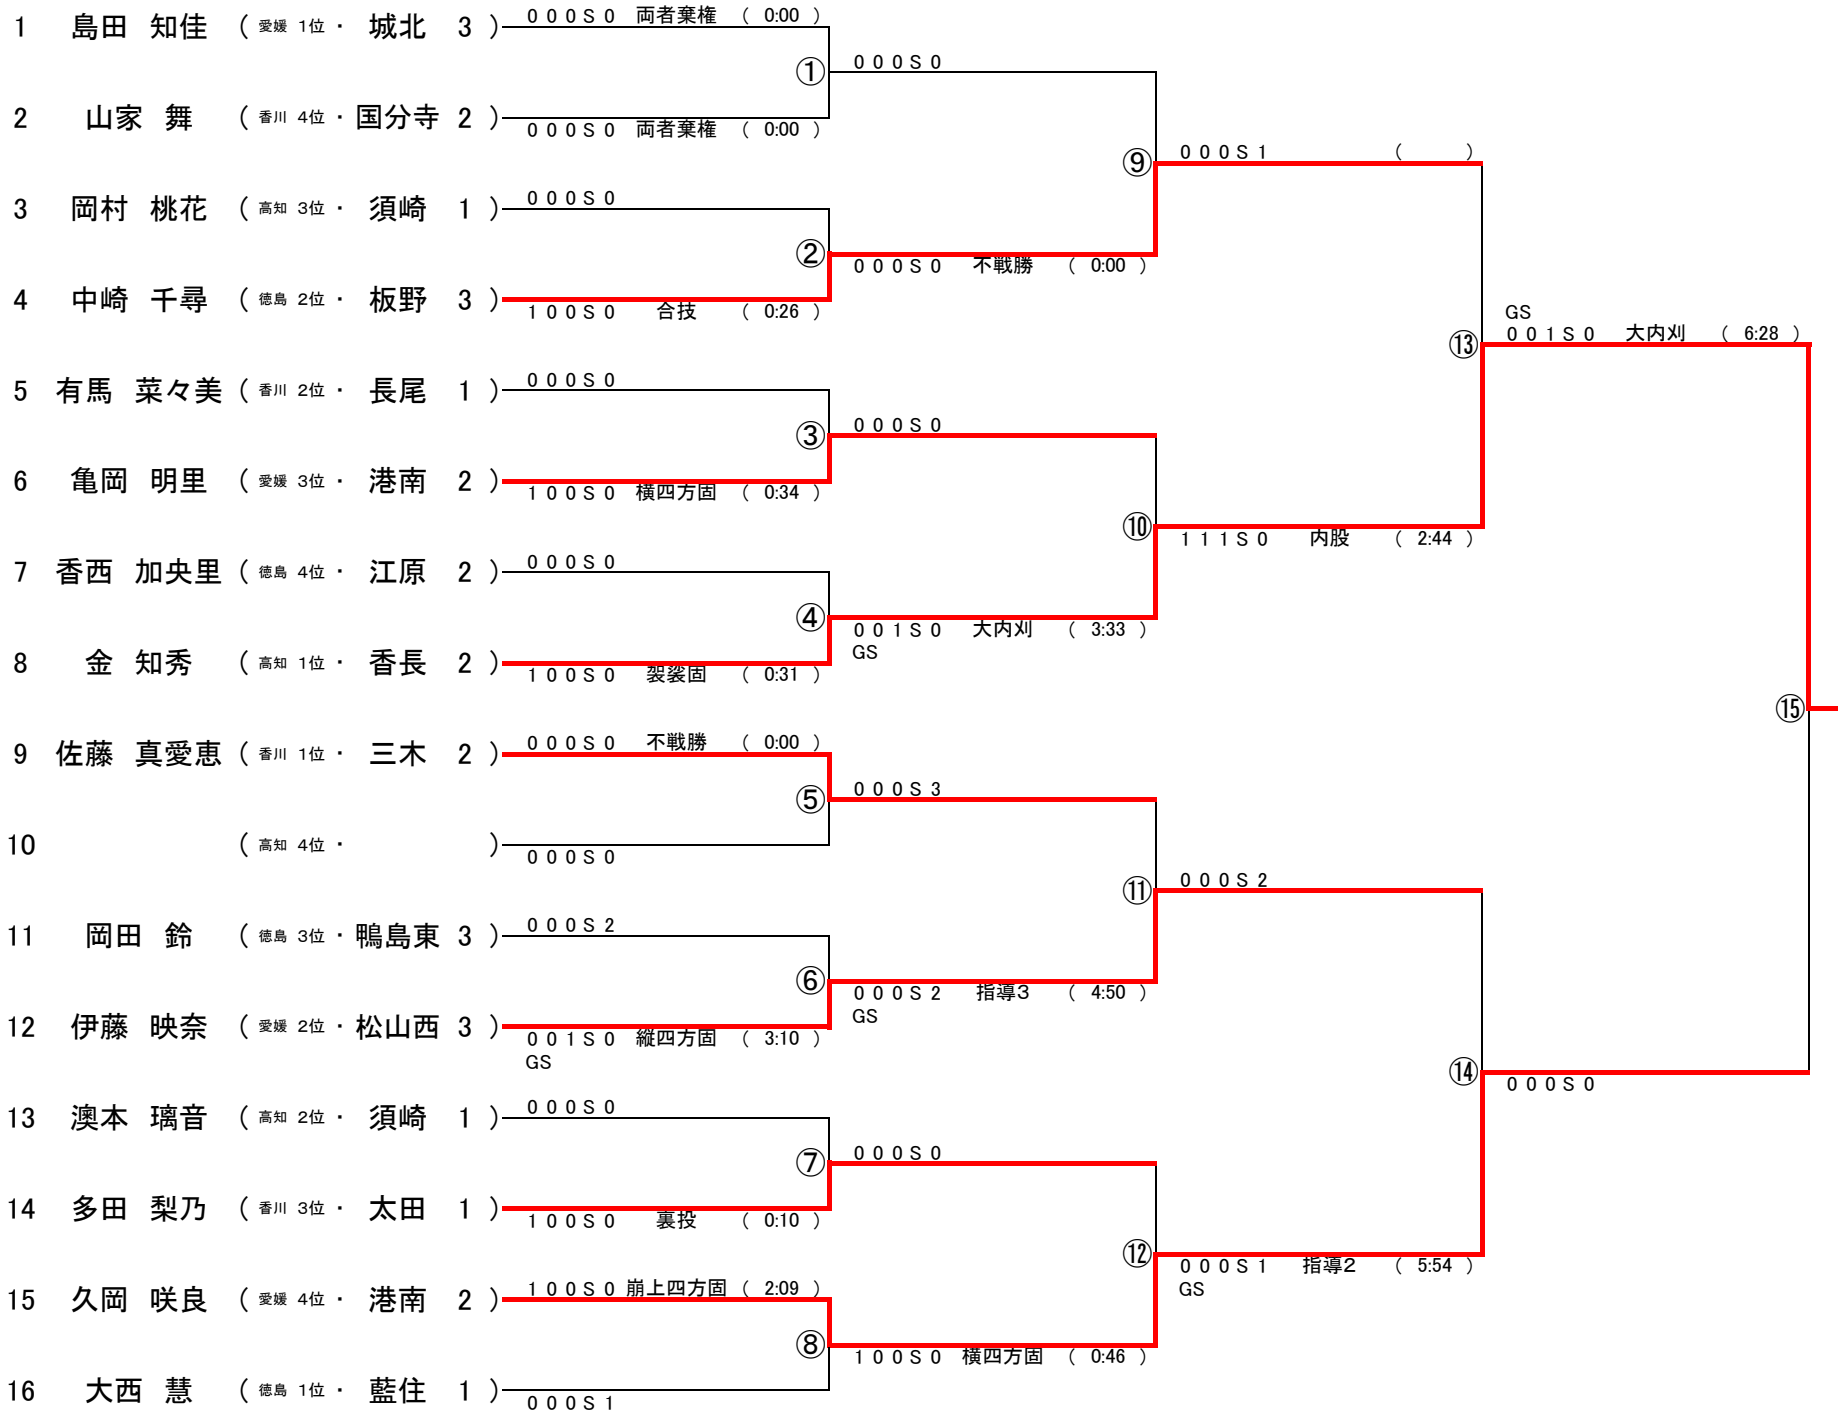 1 島田 知佳 ( 愛媛 1位 ・ 城北 3 ) 0 0 0 S 0 両者棄権 ( 0:00 )
① 0 0 0 S 0
2 山家 舞 ( 香川 4位 ・ 国分寺 2 ) 0 0 0 S 0 両者棄権 ( 0:00 )
⑨ 0 0 0 S 1 ( )
3 岡村 桃花 ( 高知 3位 ・ 須崎 1 ) 0 0 0 S 0
② 0 0 0 S 0 不戦勝 ( 0:00 )
4 中崎 千尋 ( 徳島 2位 ・ 板野 3 ) 1 0 0 S 0 合技 ( 0:26 )
GS
⑬ 0 0 1 S 0 大内刈 ( 6:28 )
5 有馬 菜々美 ( 香川 2位 ・ 長尾 1 ) 0 0 0 S 0
③ 0 0 0 S 0
6 亀岡 明里 ( 愛媛 3位 ・ 港南 2 ) 1 0 0 S 0 横四方固 ( 0:34 )
⑩ 1 1 1 S 0 内股 ( 2:44 )
7 香西 加央里 ( 徳島 4位 ・ 江原 2 ) 0 0 0 S 0
④ 0 0 1 S 0 大内刈 ( 3:33 )
GS
8 金 知秀 ( 高知 1位 ・ 香長 2 ) 1 0 0 S 0 袈裟固 ( 0:31 )
⑮
9 佐藤 真愛恵 ( 香川 1位 ・ 三木 2 ) 0 0 0 S 0 不戦勝 ( 0:00 )
⑤ 0 0 0 S 3
10 ( 高知 4位 ・ ) 0 0 0 S 0
⑪ 0 0 0 S 2
11 岡田 鈴 ( 徳島 3位 ・ 鴨島東 3 ) 0 0 0 S 2
⑥ 0 0 0 S 2 指導3 ( 4:50 )
GS
12 伊藤 映奈 ( 愛媛 2位 ・ 松山西 3 ) 0 0 1 S 0 縦四方固 ( 3:10 )
GS
⑭ 0 0 0 S 0
13 澳本 璃音 ( 高知 2位 ・ 須崎 1 ) 0 0 0 S 0
⑦ 0 0 0 S 0
14 多田 梨乃 ( 香川 3位 ・ 太田 1 ) 1 0 0 S 0 裏投 ( 0:10 )
⑫ 0 0 0 S 1 指導2 ( 5:54 )
GS
15 久岡 咲良 ( 愛媛 4位 ・ 港南 2 ) 1 0 0 S 0 崩上四方固 ( 2:09 )
⑧ 1 0 0 S 0 横四方固 ( 0:46 )
16 大西 慧 ( 徳島 1位 ・ 藍住 1 ) 0 0 0 S 1